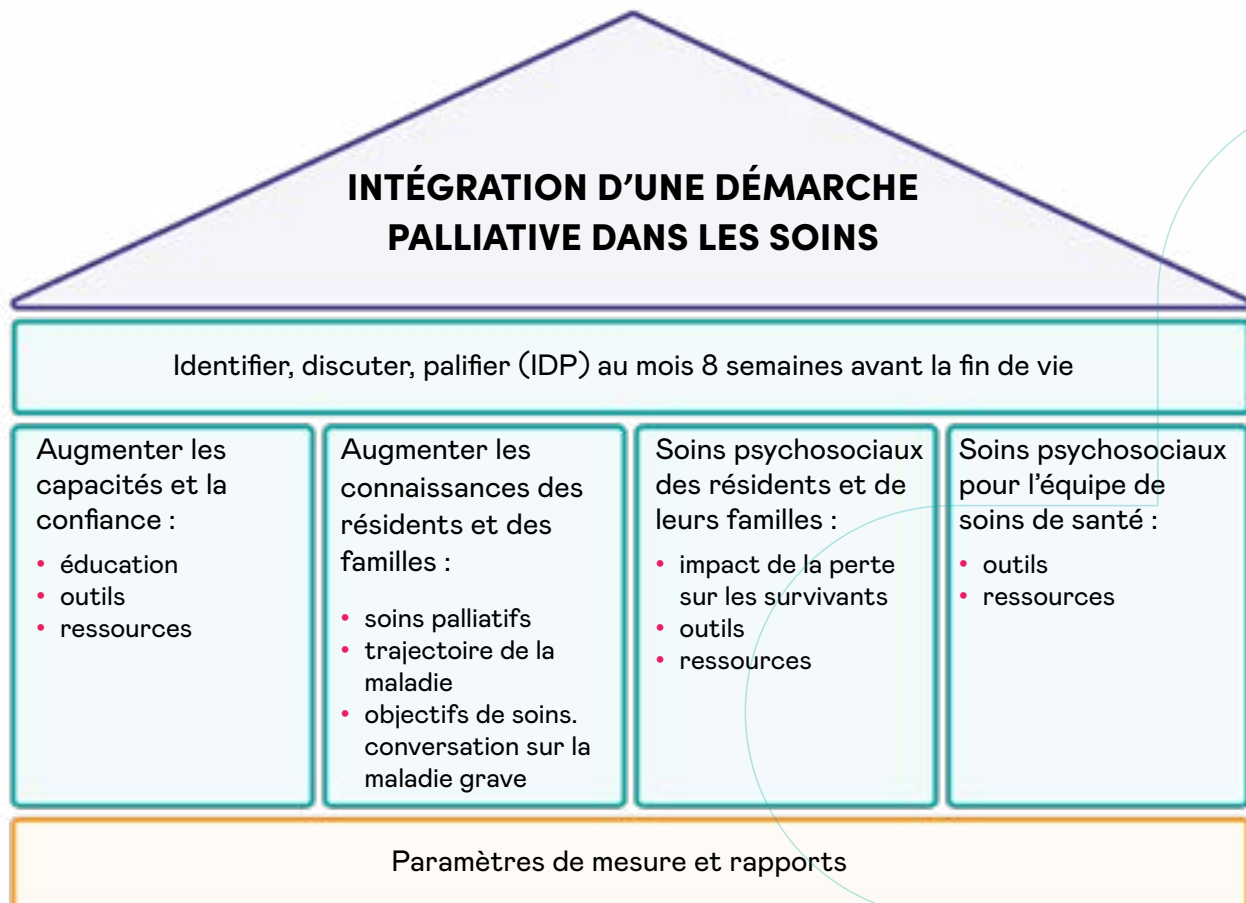 INTÉGRATION D’UNE DÉMARCHE
PALLIATIVE DANS LES SOINS
Identifier, discuter, palifier (IDP) au mois 8 semaines avant la fin de vie
Augmenter les
capacités et la
confiance :
• éducation
• outils
• ressources
Augmenter les
connaissances des
résidents et des
familles :
• soins palliatifs
• trajectoire de la
maladie
• objectifs de soins.
conversation sur la
maladie grave
Soins psychosociaux
des résidents et de
leurs familles :
• impact de la perte
sur les survivants
• outils
• ressources
Soins psychosociaux
pour l’équipe de
soins de santé :
• outils
• ressources
Paramètres de mesure et rapports